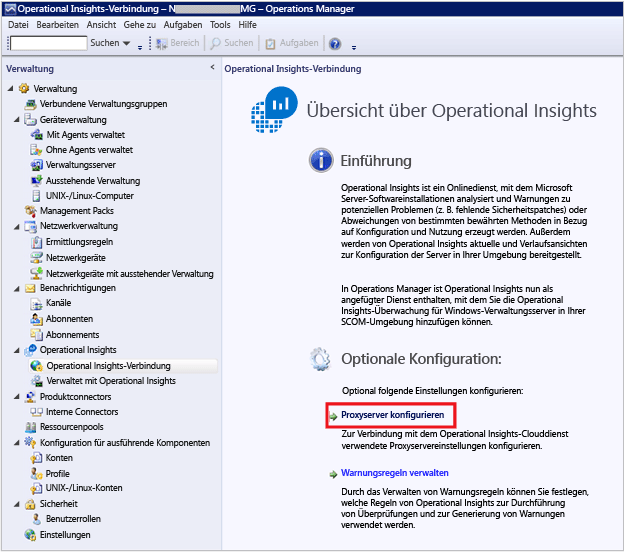 Operational Insights-Verbindung – N MG – Operations Manager
Datei Bearbeiten Ansicht Gehe zu Aufgaben Tools Hilfe
Suchen Bereich Suchen Aufgaben
Verwaltung <
Verwaltung
Verbundene Verwaltungsgruppen
Geräteverwaltung
Mit Agents verwaltet
Ohne Agents verwaltet
Verwaltungsserver
Ausstehende Verwaltung
UNIX-/Linux-Computer
Management Packs
Netzwerkverwaltung
Ermittlungsregeln
Netzwerkgeräte
Netzwerkgeräte mit ausstehender Verwaltung
Benachrichtigungen
Kanäle
Abonnenten
Abonnements
Operational Insights
Operational Insights-Verbindung
Verwaltet mit Operational Insights
Produktconnectors
Interne Connectors
Ressourcenpools
Konfiguration für ausführende Komponenten
Konten
Profile
UNIX-/Linux-Konten
Sicherheit
Benutzerrollen
Einstellungen
Operational Insights-Verbindung
Übersicht über Operational Insights
Einführung
Operational Insights ist ein Onlinedienst, mit dem Microsoft
Server-Softwareinstallationen analysiert und Warnungen zu
potenziellen Problemen (z. B. fehlende Sicherheitspatches) oder
Abweichungen von bestimmten bewährten Methoden in Bezug
auf Konfiguration und Nutzung erzeugt werden. Außerdem
werden von Operational Insights aktuelle und Verlaufsansichten
zur Konfiguration der Server in Ihrer Umgebung bereitgestellt.
In Operations Manager ist Operational Insights nun als
angefügter Dienst enthalten, mit dem Sie die Operational
Insights-Überwachung für Windows-Verwaltungsserver in Ihrer
SCOM-Umgebung hinzufügen können.
Optionale Konfiguration:
Optional folgende Einstellungen konfigurieren:
Proxyserver konfigurieren
Zur Verbindung mit dem Operational Insights-Clouddienst
verwendete Proxyservereinstellungen konfigurieren.
Warnungsregeln verwalten
Durch das Verwalten von Warnungsregeln können Sie festlegen,
welche Regeln von Operational Insights zur Durchführung
von Überprüfungen und zur Generierung von Warnungen
verwendet werden.